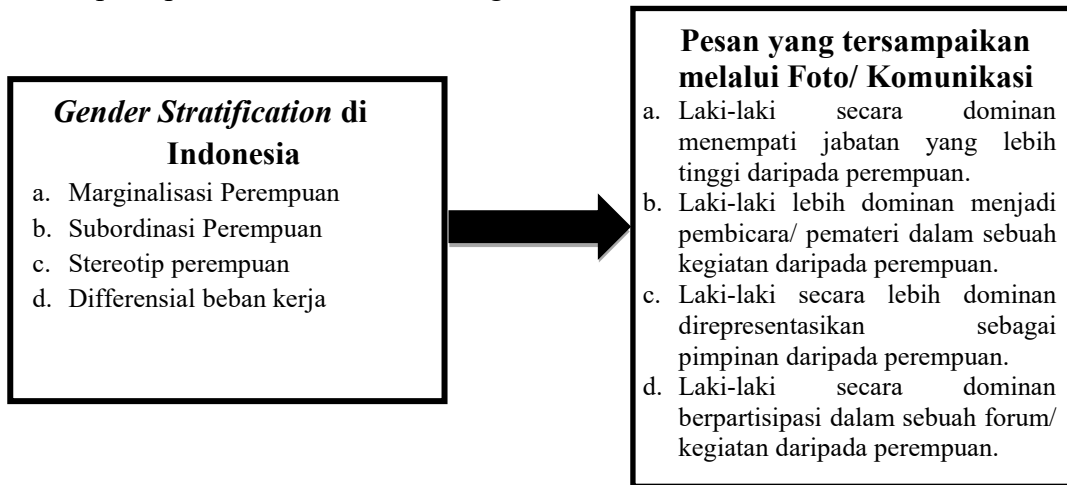 Gender Stratification di
Indonesia
a. Marginalisasi Perempuan
b. Subordinasi Perempuan
c. Stereotip perempuan
d. Differensial beban kerja
Pesan yang tersampaikan
melalui Foto/ Komunikasi
a. Laki-laki secara dominan
menempati jabatan yang lebih
tinggi daripada perempuan.
b. Laki-laki lebih dominan menjadi
pembicara/ pemateri dalam sebuah
kegiatan daripada perempuan.
c. Laki-laki secara lebih dominan
direpresentasikan sebagai
pimpinan daripada perempuan.
d. Laki-laki secara dominan
berpartisipasi dalam sebuah forum/
kegiatan daripada perempuan.